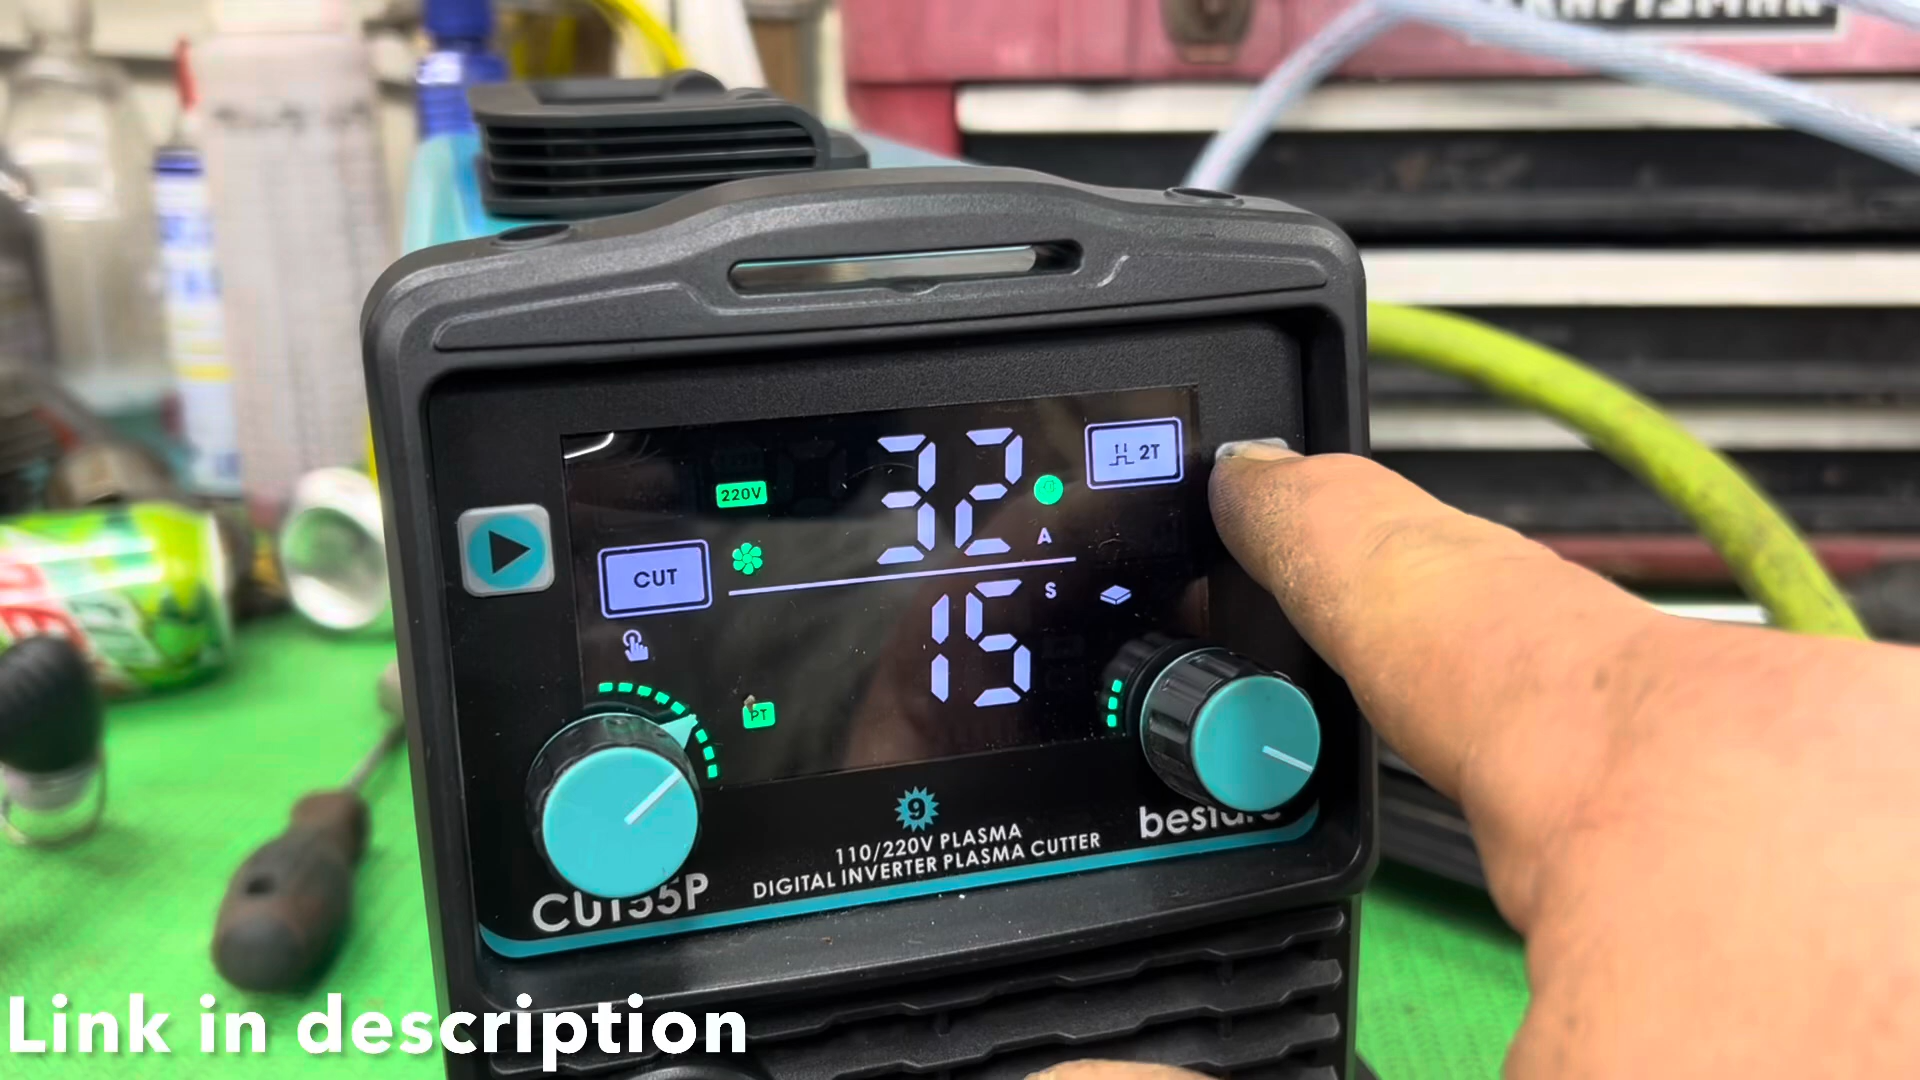 32
2T
220V
A
CUT
S
15
PT
9
110/220V PLASMA
DIGITAL INVERTER PLASMA CUTTER
CUT55P
Link in description